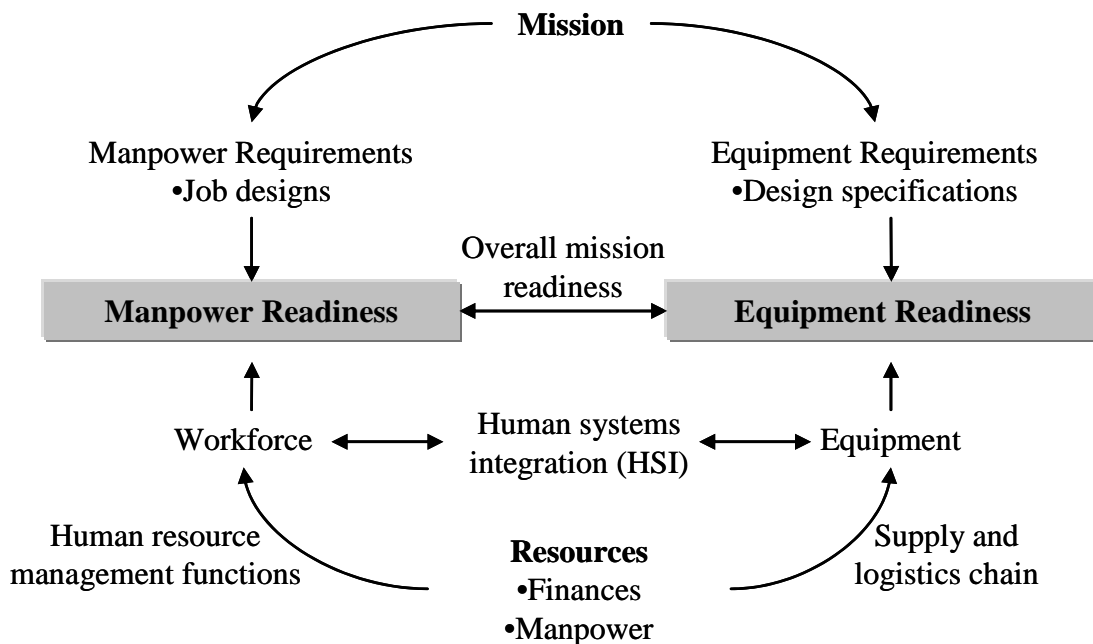 Mission
Manpower Requirements
•Job designs
Equipment Requirements
•Design specifications
Overall mission
readiness
Manpower Readiness
Equipment Readiness
Workforce
Human systems
integration (HSI)
Equipment
Human resource
management functions
Resources
•Finances
•Manpower
Supply and
logistics chain